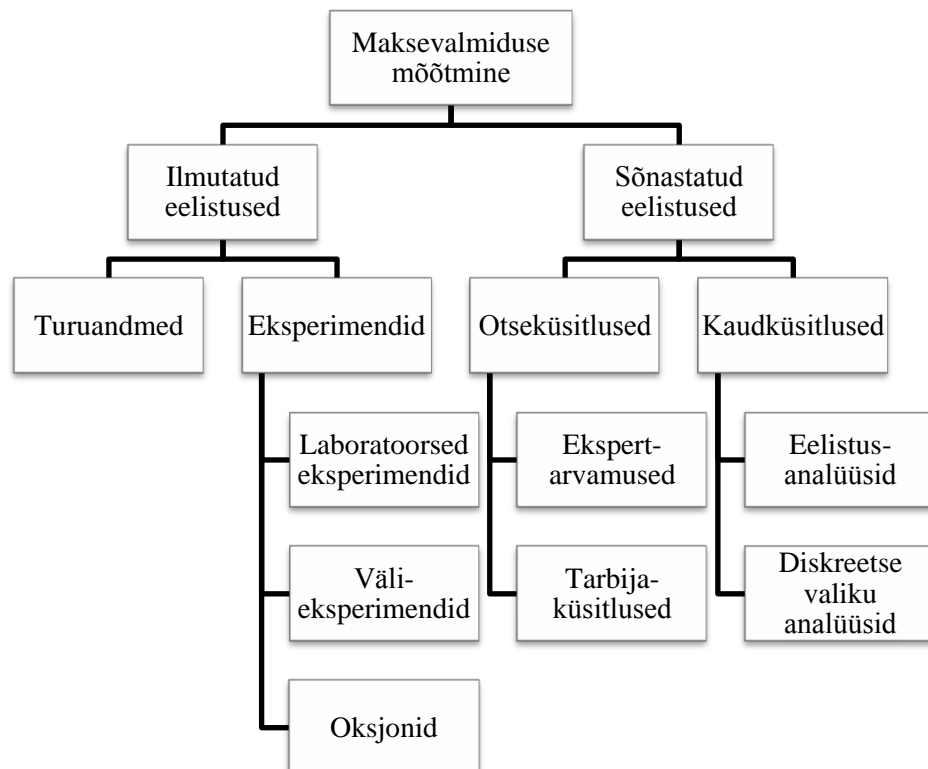 Maksevalmiduse
mõõtmine
Ilmutatud
eelistused
Sõnastatud
eelistused
Turuandmed
Eksperimendid
Otseküsitlused
Kaudküsitlused
Laboratoorsed
eksperimendid
Ekspert-
arvamused
Eelistus-
analüüsid
Väli-
eksperimendid
Tarbija-
küsitlused
Diskreetse
valiku
analüüsid
Oksjonid